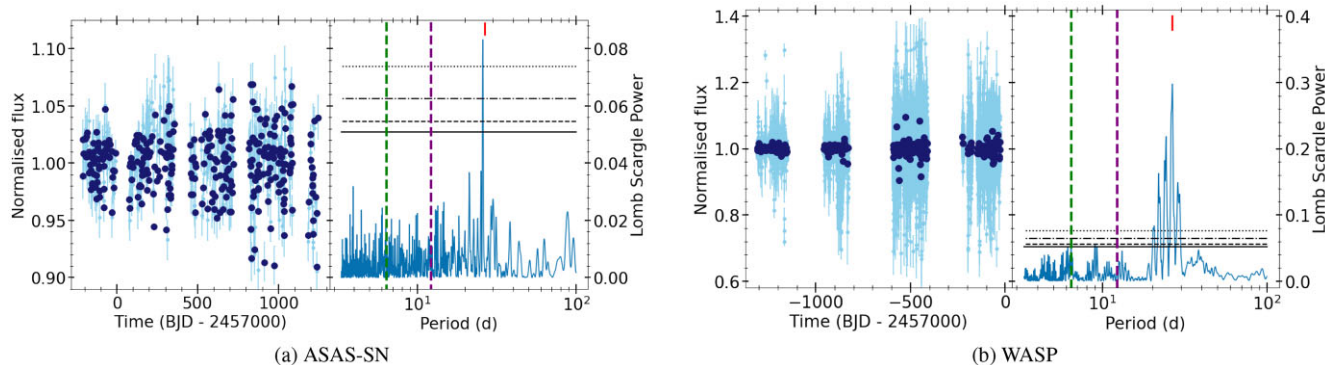 1.10
1.05
1.00
0.95
0.90
Normalised flux
0 500 1000
Time (BJD - 2457000)
0.08
0.06
0.04
0.02
0.00
Lomb Scargle Power
10¹ 10²
Period (d)
(a) ASAS-SN
1.4
1.2
1.0
0.8
0.6
Normalised flux
−1000 −500 0
Time (BJD - 2457000)
0.4
0.3
0.2
0.1
0.0
Lomb Scargle Power
10¹ 10²
Period (d)
(b) WASP